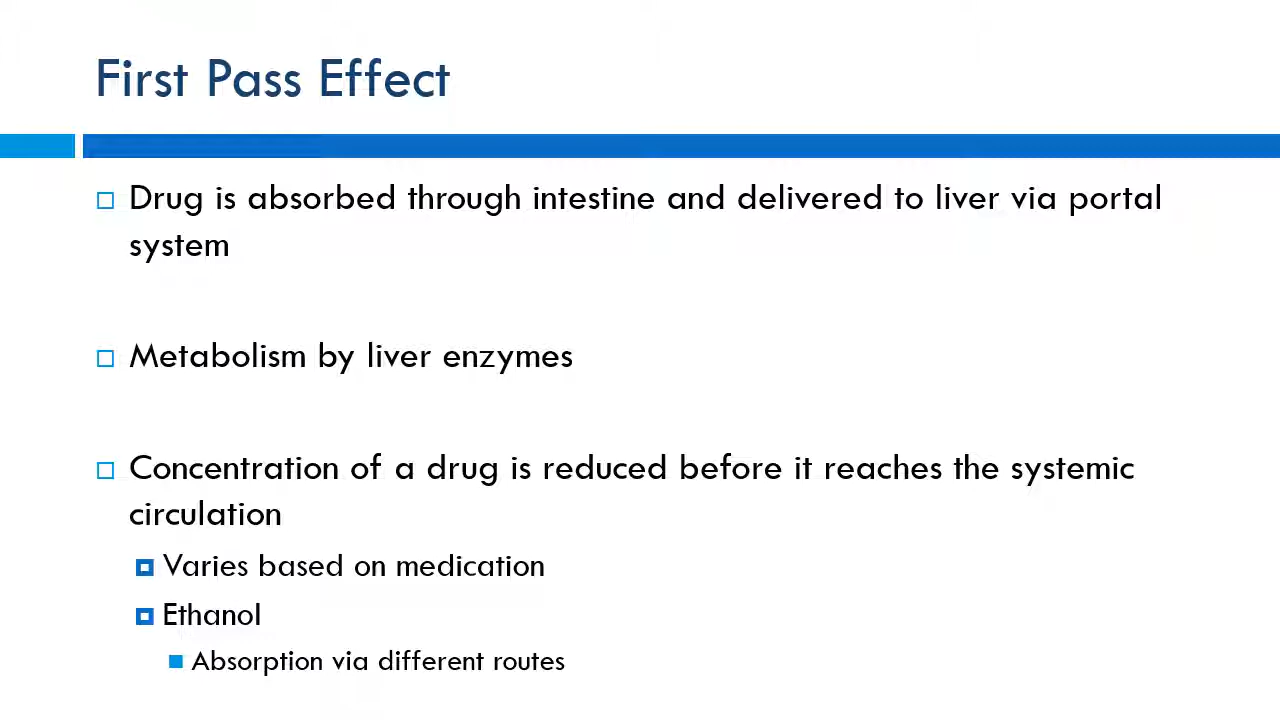 First Pass Effect
Drug is absorbed through intestine and delivered to liver via portal
system
Metabolism by liver enzymes
Concentration of a drug is reduced before it reaches the systemic
circulation
Varies based on medication
Ethanol
Absorption via different routes